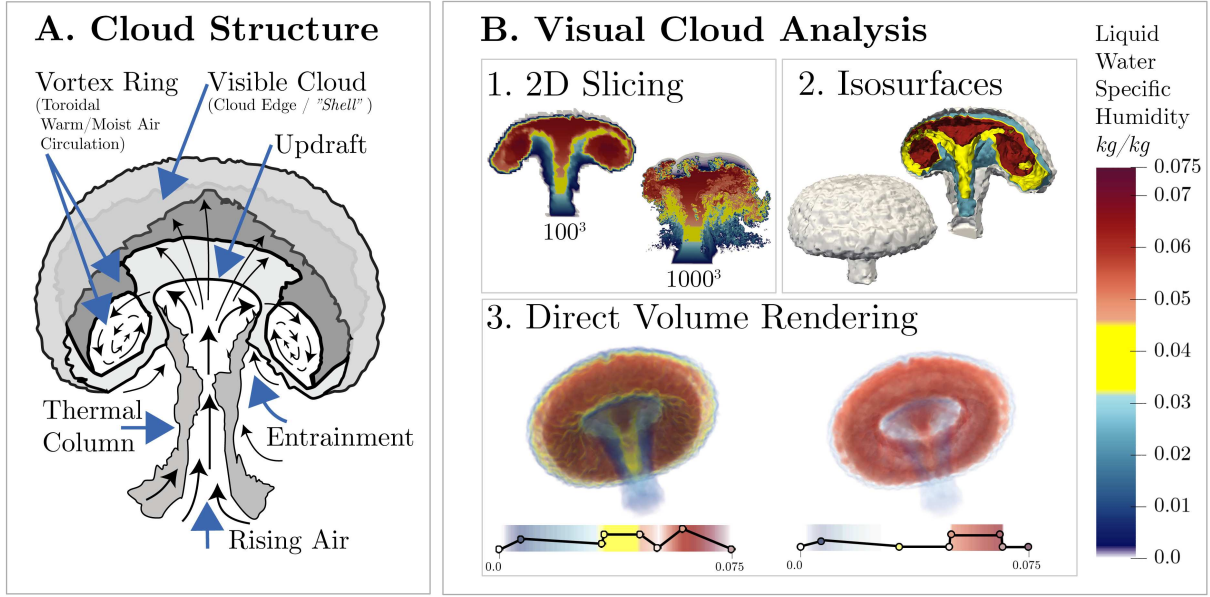 A. Cloud Structure
Vortex Ring
(Toroidal
Warm/Moist Air
Circulation)
Visible Cloud
(Cloud Edge / "Shell" )
Updraft
Thermal
Column
Entrainment
Rising Air
B. Visual Cloud Analysis
1. 2D Slicing
100³
1000³
2. Isosurfaces
3. Direct Volume Rendering
0.0
0.075
0.0
0.075
Liquid
Water
Specific
Humidity
kg/kg
0.075
0.070
0.06
0.05
0.04
0.03
0.02
0.01
0.0